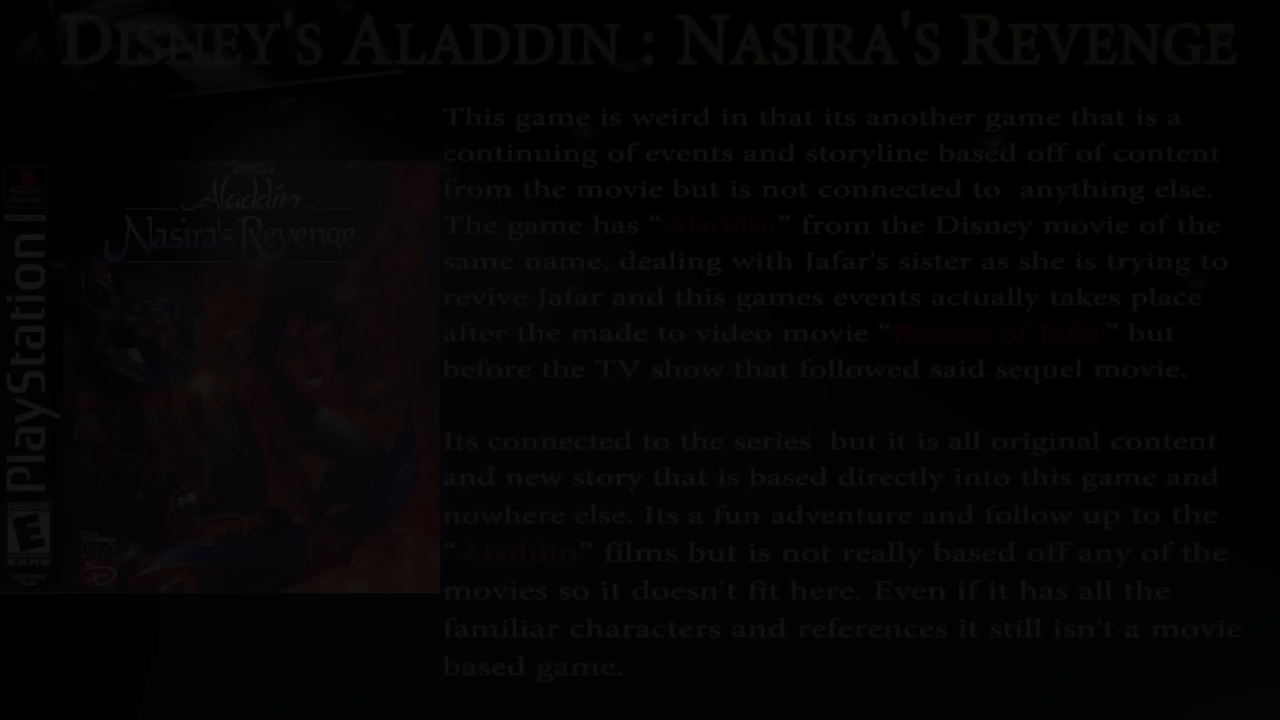 DISNEY'S ALADDIN : NASIRA'S REVENGE
This game is weird in that its another game that is a
continuing of events and storyline based off of content
from the movie but is not connected to anything else.
The game has “Aladdin” from the Disney movie of the
same name, dealing with Jafar's sister as she is trying to
revive Jafar and this games events actually takes place
after the made to video movie “Return of Jafar” but
before the TV show that followed said sequel movie.
Its connected to the series but it is all original content
and new story that is based directly into this game and
nowhere else. Its a fun adventure and follow up to the
“Aladdin” films but is not really based off any of the
movies so it doesn't fit here. Even if it has all the
familiar characters and references it still isn't a movie
based game.
PlayStation
Aladdin
Nasira's Revenge
EVERYONE
E
Disney